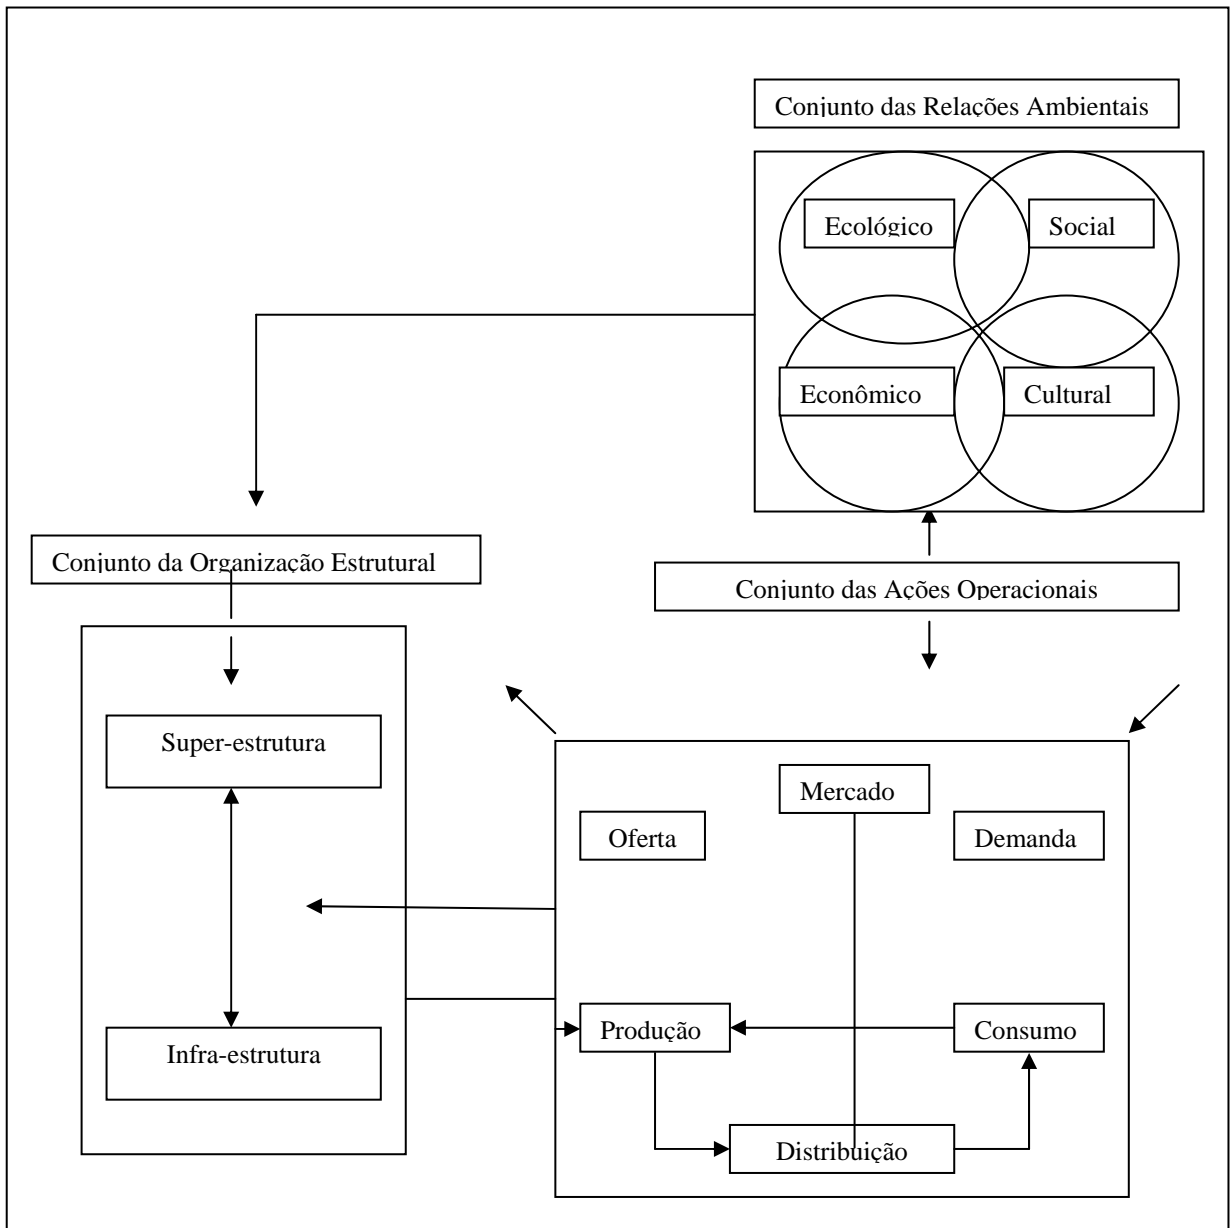 Conjunto das Relações Ambientais
Ecológico
Social
Econômico
Cultural
Conjunto da Organização Estrutural
Conjunto das Ações Operacionais
Super-estrutura
Mercado
Oferta
Demanda
Produção
Consumo
Infra-estrutura
Distribuição